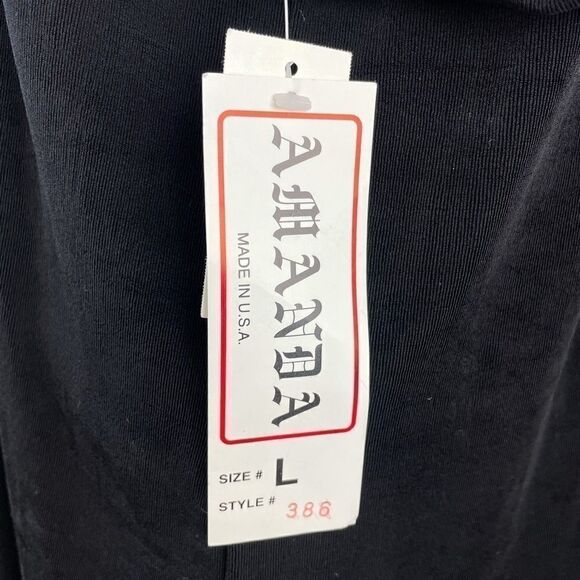 AMANDA
MADE IN U.S.A.
SIZE # L
STYLE # 386